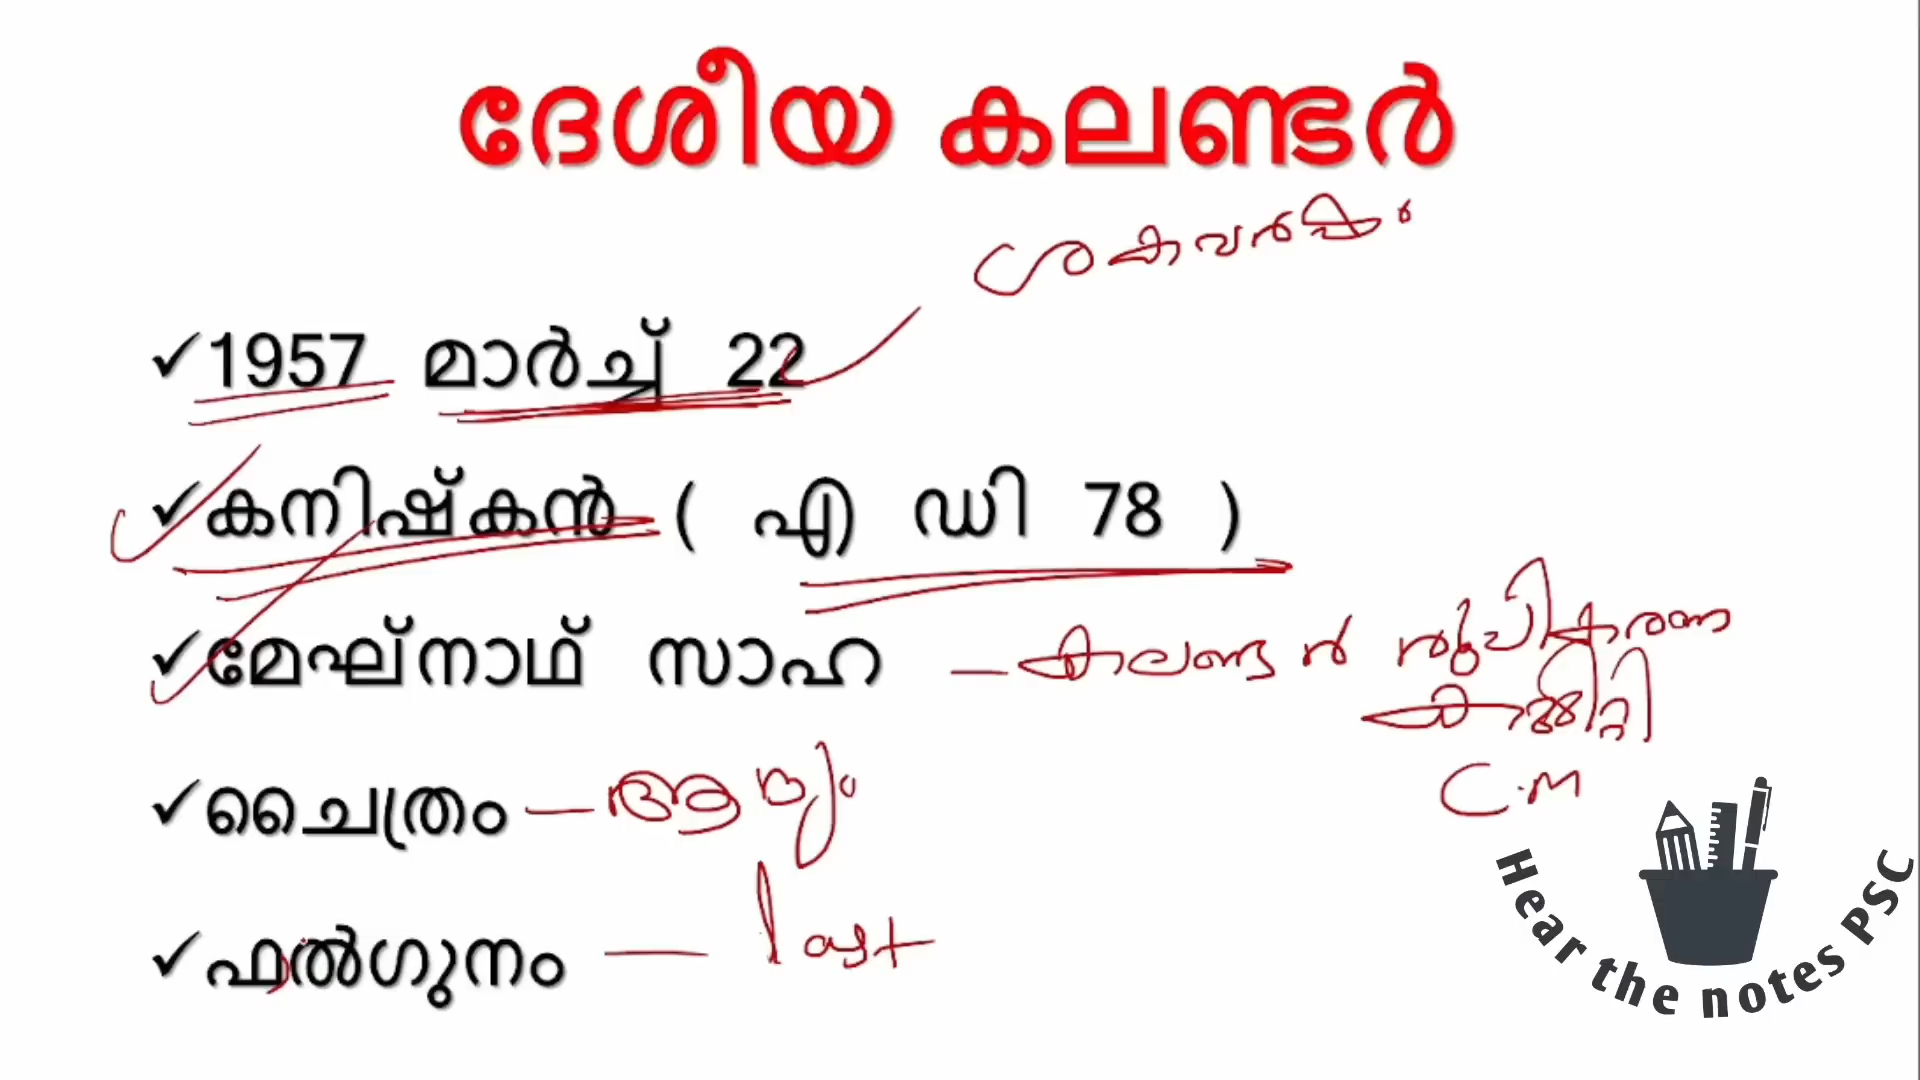 ദേശീയ കലണ്ടർ
ശകവർഷം
✓1957 മാർച്ച് 22
✓കനിഷ്കൻ ( എ ഡി 78 )
✓മേഘ്നാഥ് സാഹ — കലണ്ടർ രൂപീകരണ
കമ്മിറ്റി
C.M
✓ചൈത്രം — ആദ്യം
✓ഫൽഗുനം — last
Hear the notes PSC